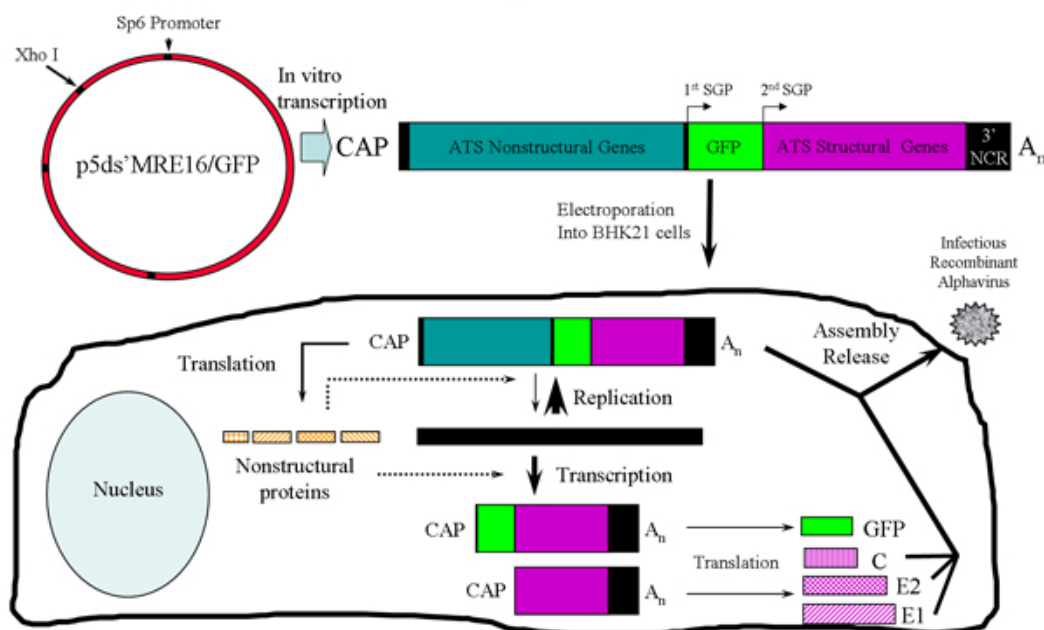 Sp6 Promoter
Xho I
In vitro
transcription
p5ds'MRE16/GFP
CAP
1st SGP
2nd SGP
ATS Nonstructural Genes
GFP
ATS Structural Genes
3'
NCR
An
Electroporation
Into BHK21 cells
Infectious
Recombinant
Alphavirus
Assembly
Release
CAP
An
Translation
Replication
Nonstructural
proteins
Nucleus
Transcription
CAP
An
GFP
Translation
C
CAP
An
E2
E1